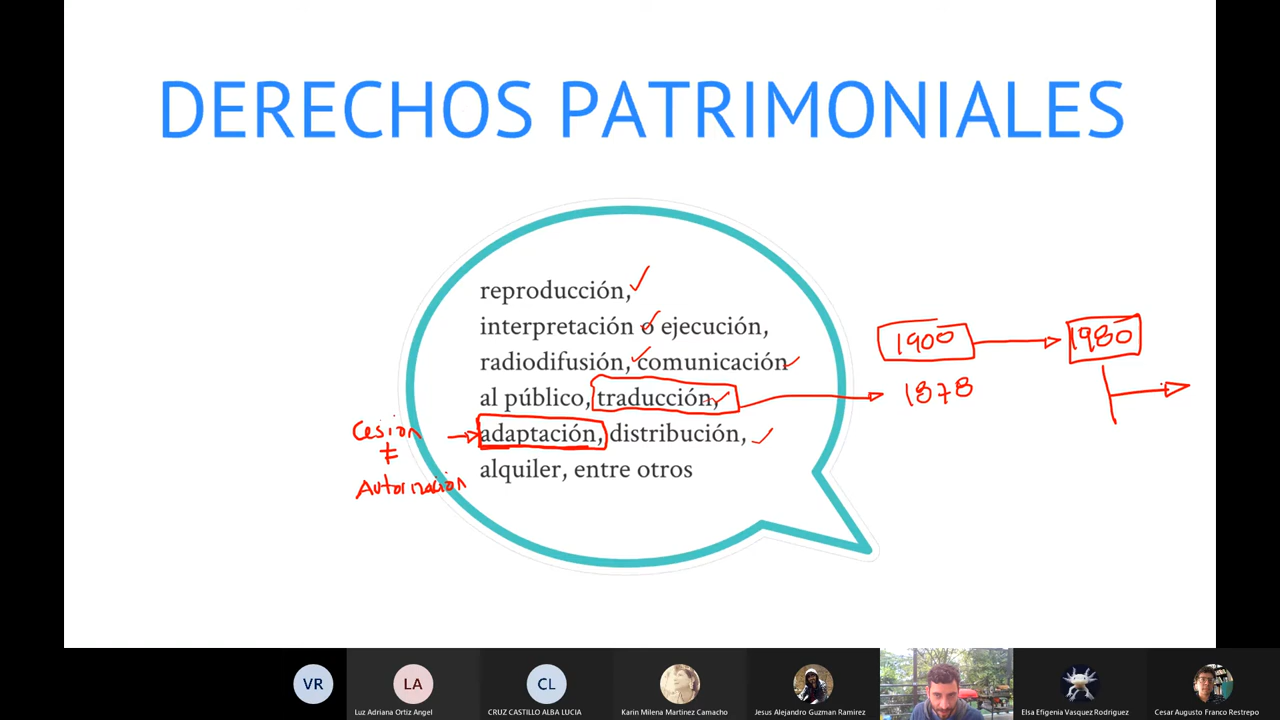 DERECHOS PATRIMONIALES
reproducción,
interpretación o ejecución,
radiodifusión, comunicación
al público, traducción,
adaptación, distribución,
alquiler, entre otros
Cesión
≠
Autorización
1900
1980
1878
VR
LA
CL
Luz Adriana Ortiz Angel
CRUZ CASTILLO ALBA LUCIA
Karin Milena Martinez Camacho
Jesus Alejandro Guzman Ramirez
Elsa Efigenia Vasquez Rodriguez
Cesar Augusto Franco Restrepo